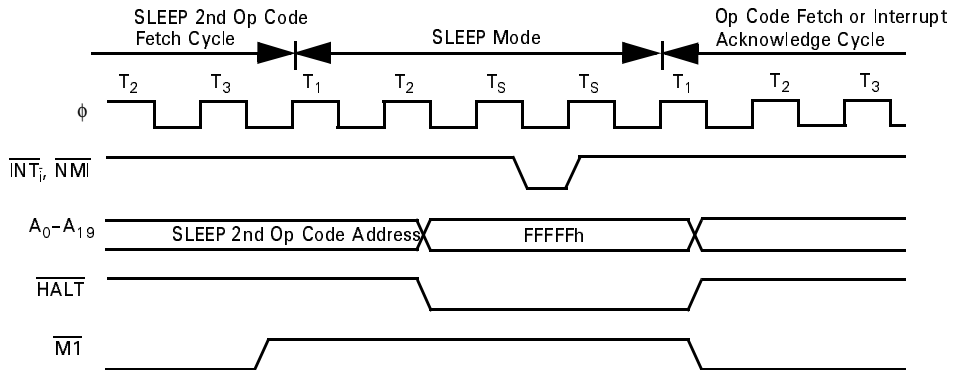 SLEEP 2nd Op Code
Fetch Cycle
SLEEP Mode
Op Code Fetch or Interrupt
Acknowledge Cycle
T2 T3 T1 T2 TS TS T1 T2 T3
ϕ
INTi, NMI
A0–A19
SLEEP 2nd Op Code Address
FFFFFh
HALT
M1